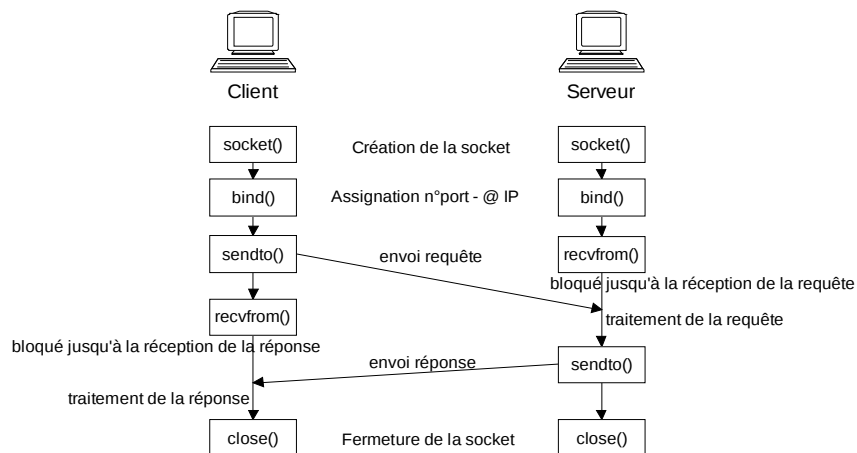 Client
Serveur
socket()
Création de la socket
socket()
bind()
Assignation n°port - @ IP
bind()
sendto()
envoi requête
recvfrom()
bloqué jusqu'à la réception de la requête
recvfrom()
traitement de la requête
bloqué jusqu'à la réception de la réponse
envoi réponse
sendto()
traitement de la réponse
close()
Fermeture de la socket
close()